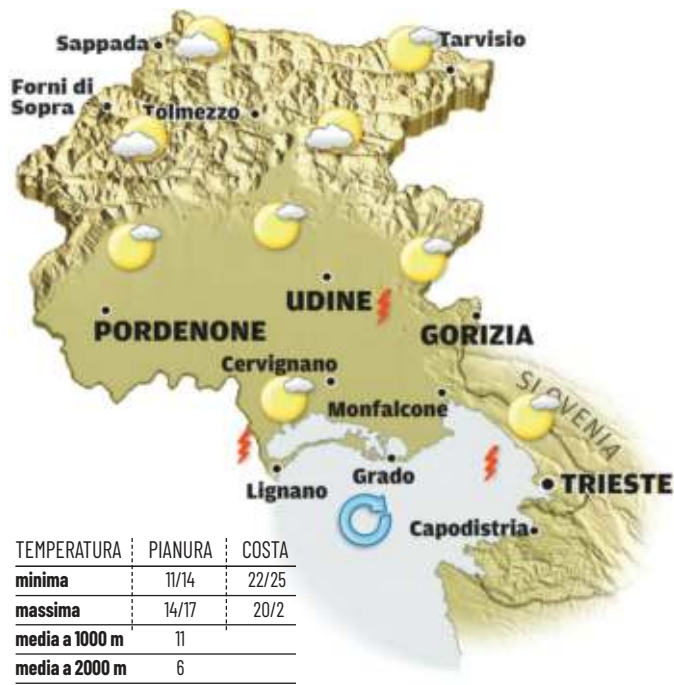 Sappada
Tarvisio
Forni di
Sopra
Tolmezzo
UDINE
PORDENONE
GORIZIA
Cervignano
SLOVENIA
Monfalcone
Grado
Lignano
TRIESTE
Capodistria
TEMPERATURA PIANURA COSTA
minima 11/14 22/25
massima 14/17 20/2
media a 1000 m 11
media a 2000 m 6